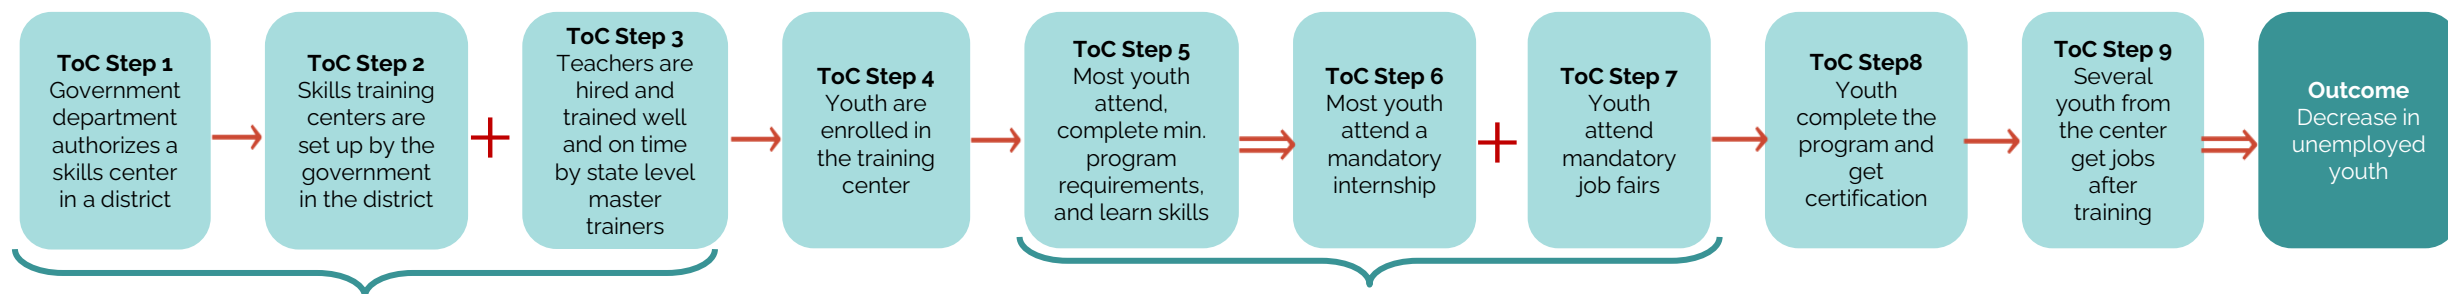 ToC Step 1
Government
department
authorizes a
skills center
in a district
ToC Step 2
Skills training
centers are
set up by the
government
in the district
+
ToC Step 3
Teachers are
hired and
trained well
and on time
by state level
master
trainers
ToC Step 4
Youth are
enrolled in
the training
center
ToC Step 5
Most youth
attend,
complete min.
program
requirements,
and learn skills
ToC Step 6
Most youth
attend a
mandatory
internship
+
ToC Step 7
Youth
attend
mandatory
job fairs
ToC Step8
Youth
complete the
program and
get
certification
ToC Step 9
Several
youth from
the center
get jobs
after
training
Outcome
Decrease in
unemployed
youth